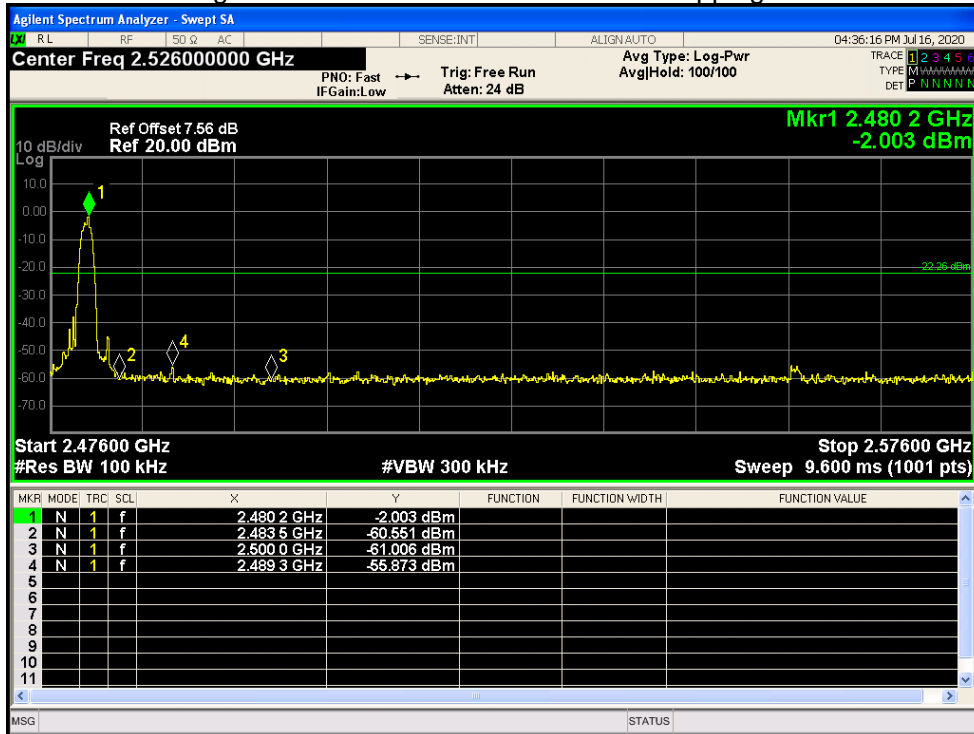 Agilent Spectrum Analyzer - Swept SA
LXI RL RF 50 Ω AC SENSE:INT ALIGN AUTO 04:36:16 PM Jul 16, 2020
Center Freq 2.526000000 GHz
PNO: Fast Trig: Free Run Avg Type: Log-Pwr
IFGain:Low Atten: 24 dB Avg|Hold: 100/100
TRACE 1 2 3 4 5 6
TYPE M
DET P N N N N N
Mkr1 2.480 2 GHz
-2.003 dBm
Ref Offset 7.56 dB
10 dB/div Ref 20.00 dBm
Log
10.0
0.00
-10.0
-20.0
-30.0
-40.0
-50.0
-60.0
-70.0
1
2
4
3
22.26 dBm
Start 2.47600 GHz Stop 2.57600 GHz
#Res BW 100 kHz #VBW 300 kHz Sweep 9.600 ms (1001 pts)
MKR MODE TRC SCL X Y FUNCTION FUNCTION WIDTH FUNCTION VALUE
1 N 1 f 2.480 2 GHz -2.003 dBm
2 N 1 f 2.483 5 GHz -60.551 dBm
3 N 1 f 2.500 0 GHz -61.006 dBm
4 N 1 f 2.489 3 GHz -55.873 dBm
5
6
7
8
9
10
11
MSG STATUS